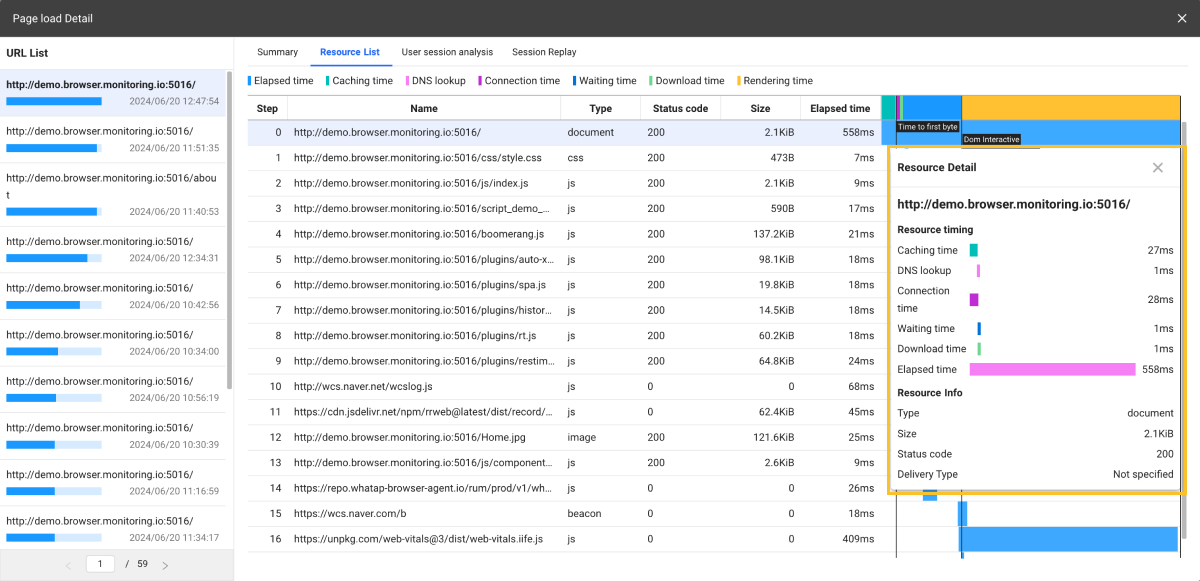 Page load Detail
URL List
http://demo.browser.monitoring.io:5016/
2024/06/20 12:47:54
http://demo.browser.monitoring.io:5016/
2024/06/20 11:51:35
http://demo.browser.monitoring.io:5016/abou
t
2024/06/20 11:40:53
http://demo.browser.monitoring.io:5016/
2024/06/20 12:34:31
http://demo.browser.monitoring.io:5016/
2024/06/20 10:42:56
http://demo.browser.monitoring.io:5016/
2024/06/20 10:34:00
http://demo.browser.monitoring.io:5016/
2024/06/20 10:56:19
http://demo.browser.monitoring.io:5016/
2024/06/20 10:30:39
http://demo.browser.monitoring.io:5016/
2024/06/20 11:16:59
http://demo.browser.monitoring.io:5016/
2024/06/20 11:34:17
1 / 59
Summary Resource List User session analysis Session Replay
Elapsed time Caching time DNS lookup Connection time Waiting time Download time Rendering time
Step Name Type Status code Size Elapsed time
0 http://demo.browser.monitoring.io:5016/ document 200 2.1KiB 558ms
1 http://demo.browser.monitoring.io:5016/css/style.css css 200 473B 7ms
2 http://demo.browser.monitoring.io:5016/js/index.js js 200 2.1KiB 9ms
3 http://demo.browser.monitoring.io:5016/script_demo_... js 200 590B 17ms
4 http://demo.browser.monitoring.io:5016/boomerang.js js 200 137.2KiB 21ms
5 http://demo.browser.monitoring.io:5016/plugins/auto-x... js 200 98.1KiB 18ms
6 http://demo.browser.monitoring.io:5016/plugins/spa.js js 200 19.8KiB 18ms
7 http://demo.browser.monitoring.io:5016/plugins/histor... js 200 14.5KiB 18ms
8 http://demo.browser.monitoring.io:5016/plugins/rt.js js 200 60.2KiB 18ms
9 http://demo.browser.monitoring.io:5016/plugins/restim... js 200 64.8KiB 24ms
10 http://wcs.naver.net/wcslog.js js 0 0 68ms
11 https://cdn.jsdelivr.net/npm/rrweb@latest/dist/record/... js 0 62.4KiB 45ms
12 http://demo.browser.monitoring.io:5016/Home.jpg image 200 121.6KiB 25ms
13 http://demo.browser.monitoring.io:5016/js/component... js 200 2.6KiB 9ms
14 https://repo.whatap-browser-agent.io/rum/prod/v1/wh... js 0 0 26ms
15 https://wcs.naver.com/b beacon 0 0 18ms
16 https://unpkg.com/web-vitals@3/dist/web-vitals.iife.js js 0 0 409ms
Time to first byte
Dom Interactive
Resource Detail
http://demo.browser.monitoring.io:5016/
Resource timing
Caching time 27ms
DNS lookup 1ms
Connection
time 28ms
Waiting time 1ms
Download time 1ms
Elapsed time 558ms
Resource Info
Type document
Size 2.1KiB
Status code 200
Delivery Type Not specified